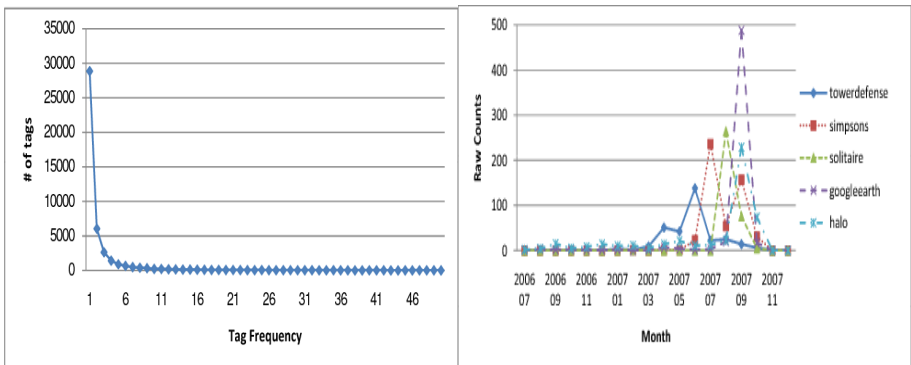 35000
30000
25000
20000
15000
10000
5000
0
# of tags
1 6 11 16 21 26 31 36 41 46
Tag Frequency
500
400
300
200
100
0
Raw Counts
2006 2006 2006 2007 2007 2007 2007 2007 2007
07 09 11 01 03 05 07 09 11
Month
towerdefense
simpsons
solitaire
googleearth
halo